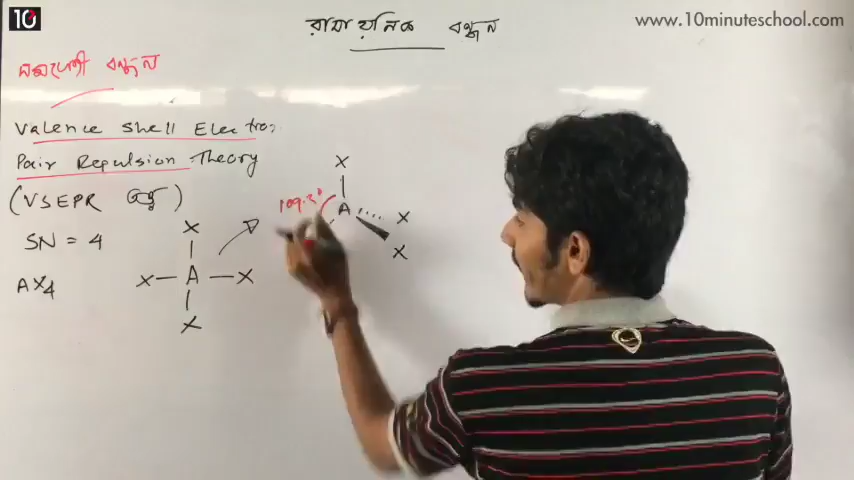 10
রাসায়নিক বন্ধন
www.10minuteschool.com
সমযোজী বন্ধন
Valence Shell Electron
Pair Repulsion Theory
(VSEPR তত্ত্ব)
SN = 4
AX4
X
X — A — X
X
X
109.5°
A
X
X